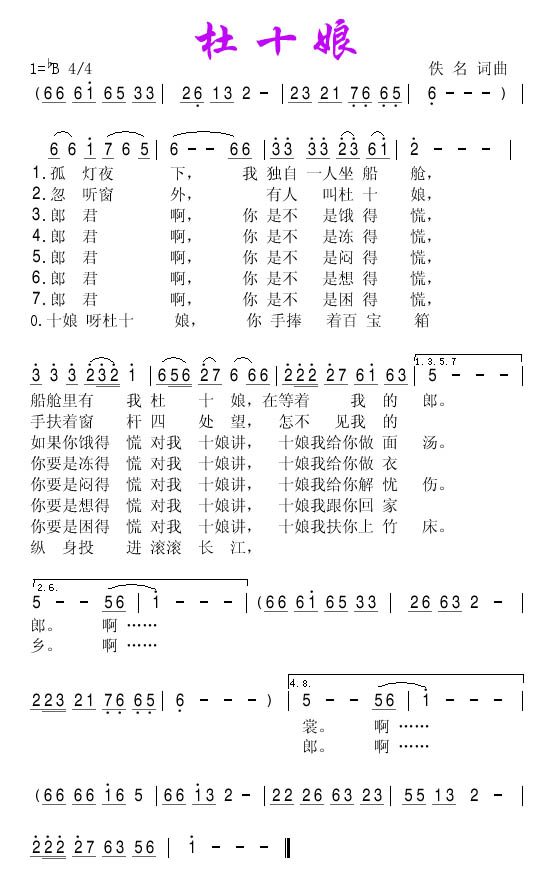 杜十娘
1=♭B 4/4 佚 名 词曲
(66 6i 65 33 | 26 13 2 - | 23 21 76 65 | 6 - - - )|
6 6 i 7 6 5 | 6 - - 66 | 33 33 23 61 | 2 - - - |
1.孤 灯夜 下, 我 独自 一人坐 船 舱,
2.忽 听窗 外, 有人 叫杜 十 娘,
3.郎 君 啊, 你 是不 是饿 得 慌,
4.郎 君 啊, 你 是不 是冻 得 慌,
5.郎 君 啊, 你 是不 是闷 得 慌,
6.郎 君 啊, 你 是不 是想 得 慌,
7.郎 君 啊, 你 是不 是困 得 慌,
0.十娘 呀杜十 娘, 你 手捧 着百 宝 箱
1.3.5.7
3 3 3 232 i | 656 27 6 66 | 222 27 61 63 | 5 - - |
船舱里有 我 杜 十 娘,在等着 我 的 郎。
手扶着窗 杆 四 处 望, 怎不 见我 的
如果你饿得 慌 对我 十娘讲, 十娘我给你做 面 汤。
你要是冻得 慌 对我 十娘讲, 十娘我给你做 衣
你要是闷得 慌 对我 十娘讲, 十娘我给你解 忧 伤。
你要是想得 慌 对我 十娘讲, 十娘我跟你回 家
你要是困得 慌 对我 十娘讲, 十娘我扶你上 竹 床。
纵 身投 进 滚滚 长 江,
2.6.
5 - - 56 | i - - - |(66 6i 65 33 | 26 63 2 - |
郎。 啊 ……
乡。 啊 ……
4.8.
223 21 76 65 | 6 - - - )| 5 - - 56 | i - - - |
裳。 啊 ……
郎。 啊 ……
(66 66 i6 5 | 66 i3 2 - | 22 26 63 23 | 55 13 2 - |
222 27 63 56 | i - - - ‖